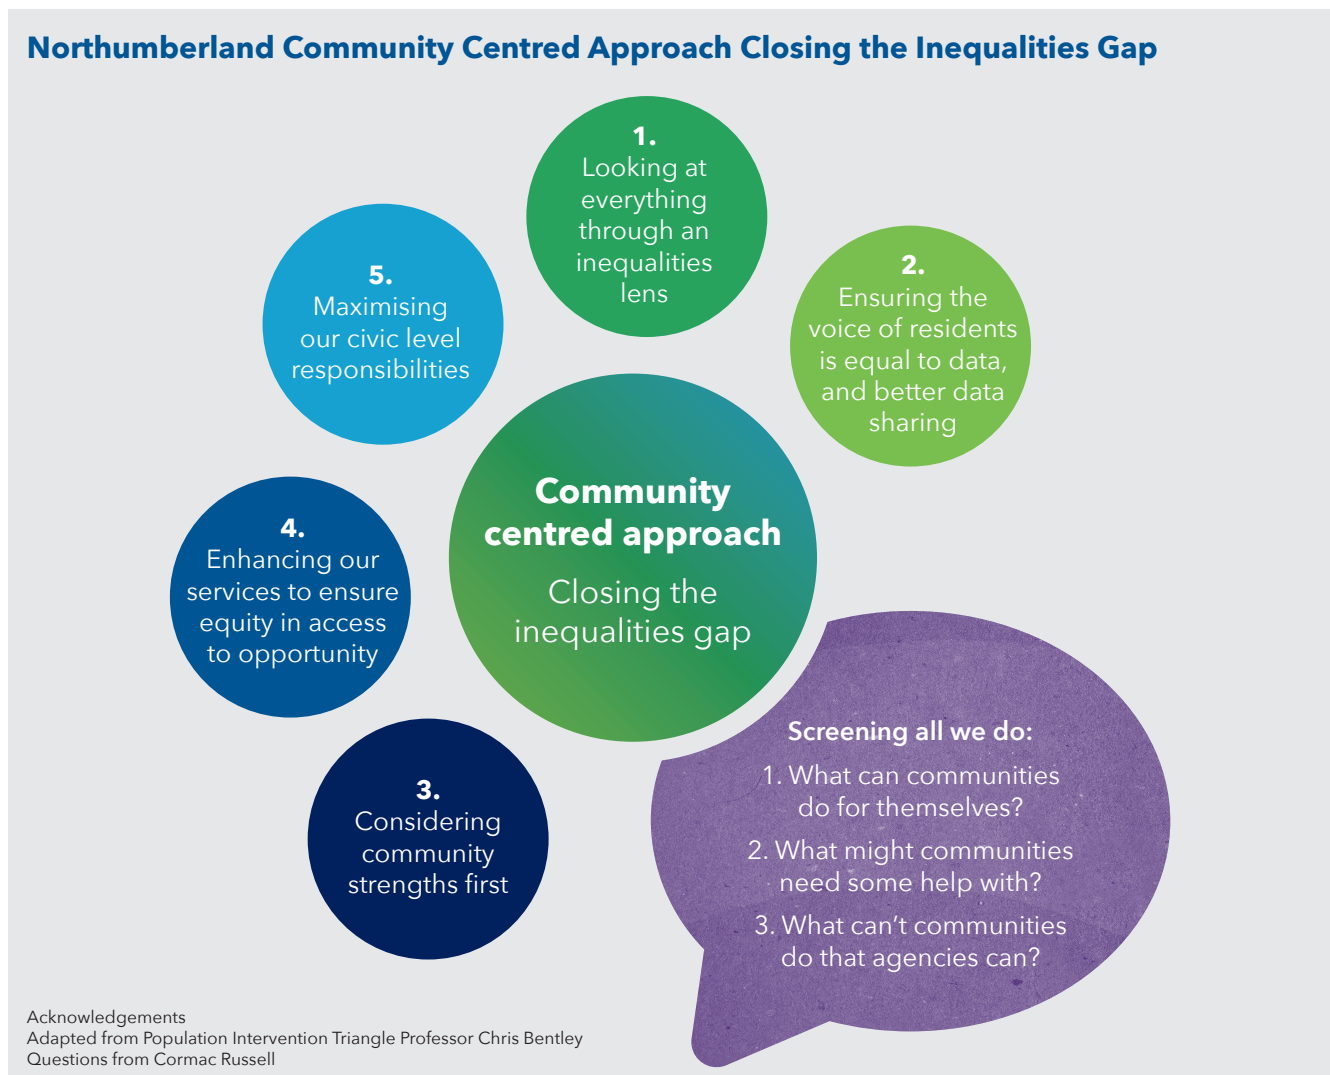 Northumberland Community Centred Approach Closing the Inequalities Gap
1.
Looking at
everything
through an
inequalities
lens
2.
Ensuring the
voice of residents
is equal to data,
and better data
sharing
3.
Considering
community
strengths first
4.
Enhancing our
services to ensure
equity in access
to opportunity
5.
Maximising
our civic level
responsibilities
Community
centred approach
Closing the
inequalities gap
Screening all we do:
1. What can communities
do for themselves?
2. What might communities
need some help with?
3. What can’t communities
do that agencies can?
Acknowledgements
Adapted from Population Intervention Triangle Professor Chris Bentley
Questions from Cormac Russell